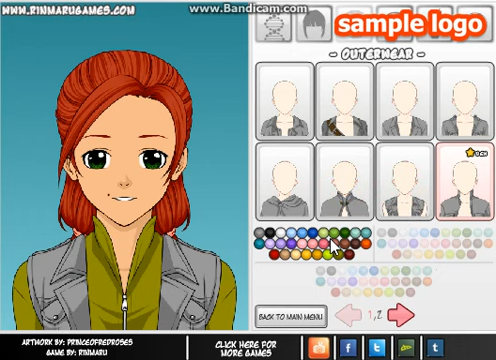 www.RINMARUGAMES.COM
www.Bandicam.com
sample logo
- OUTERWEAR -
OCN
BACK TO MAIN MENU
1,2
ARTWORK BY: PRINCEOFREDROSES
GAME BY: RINMARU
CLICK HERE FOR
MORE GAMES
f
t